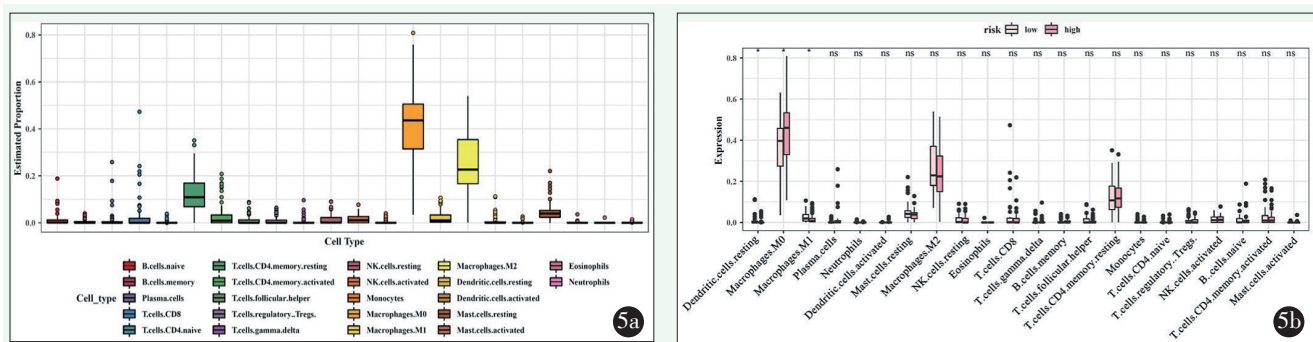 0.8
0.6
0.4
0.2
0.0
Estimated Proportion
Cell Type
Cell_type
B.cells.naive
B.cells.memory
Plasma.cells
T.cells.CD8
T.cells.CD4.naive
T.cells.CD4.memory.resting
T.cells.CD4.memory.activated
T.cells.follicular.helper
T.cells.regulatory..Tregs.
T.cells.gamma.delta
NK.cells.resting
NK.cells.activated
Monocytes
Macrophages.M0
Macrophages.M1
Macrophages.M2
Dendritic.cells.resting
Dendritic.cells.activated
Mast.cells.resting
Mast.cells.activated
Eosinophils
Neutrophils
5a
risk low high
* * * ns ns ns ns ns ns ns ns ns ns ns ns ns ns ns ns ns ns ns
0.8
0.6
0.4
0.2
0.0
Expression
Dendritic.cells.resting
Macrophages.M0
Macrophages.M1
Plasma.cells
Neutrophils
Dendritic.cells.activated
Mast.cells.resting
Macrophages.M2
NK.cells.resting
Eosinophils
T.cells.CD8
T.cells.gamma.delta
B.cells.memory
T.cells.follicular.helper
T.cells.CD4.memory.resting
Monocytes
T.cells.CD4.naive
T.cells.regulatory..Tregs.
NK.cells.activated
B.cells.naive
T.cells.CD4.memory.activated
Mast.cells.activated
5b